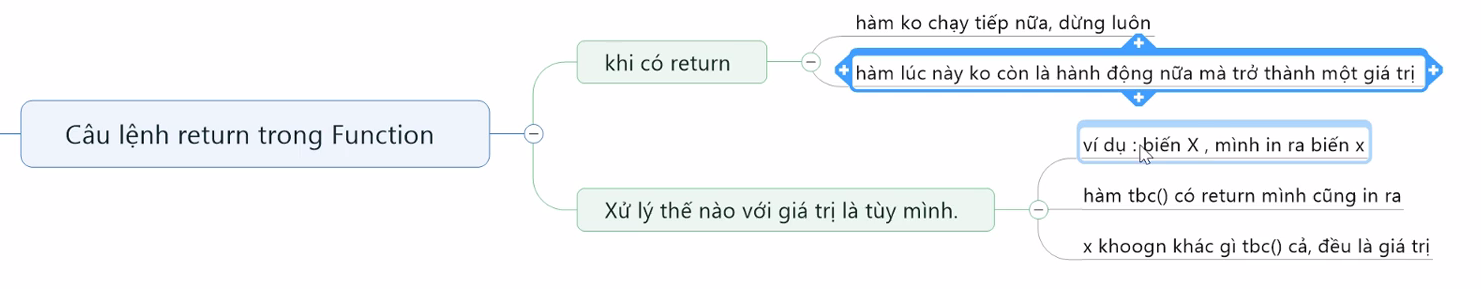 Câu lệnh return trong Function
khi có return
hàm ko chạy tiếp nữa, dừng luôn
hàm lúc này ko còn là hành động nữa mà trở thành một giá trị
Xử lý thế nào với giá trị là tùy mình.
ví dụ : biến X , mình in ra biến x
hàm tbc() có return mình cũng in ra
x khoogn khác gì tbc() cả, đều là giá trị